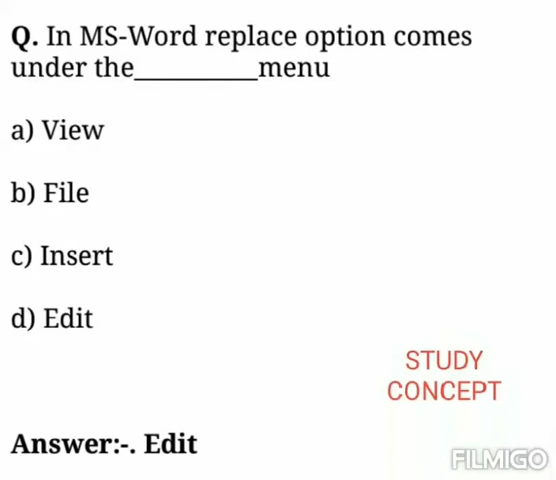 Q. In MS-Word replace option comes
under the_________menu
a) View
b) File
c) Insert
d) Edit
STUDY
CONCEPT
Answer:-. Edit
FILMIGO